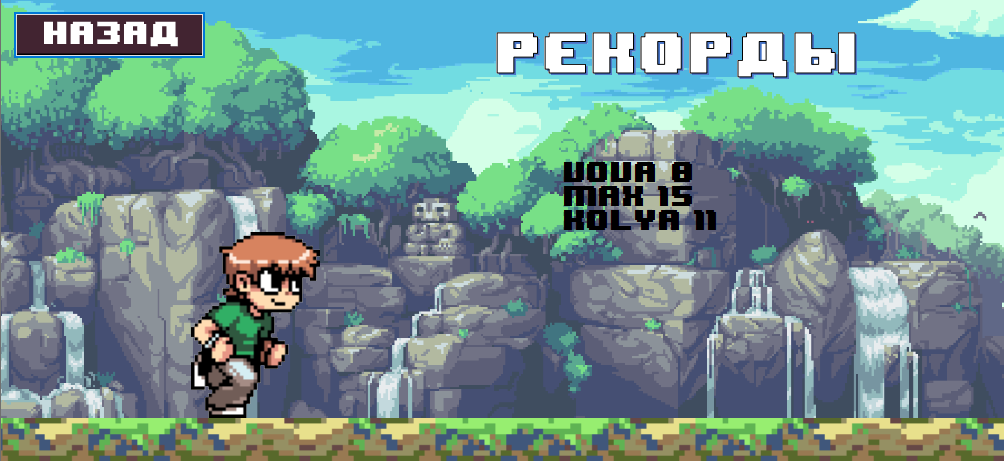 НАЗАД
РЕКОРДЫ
VOVA 8
MAX 15
KOLYA 11